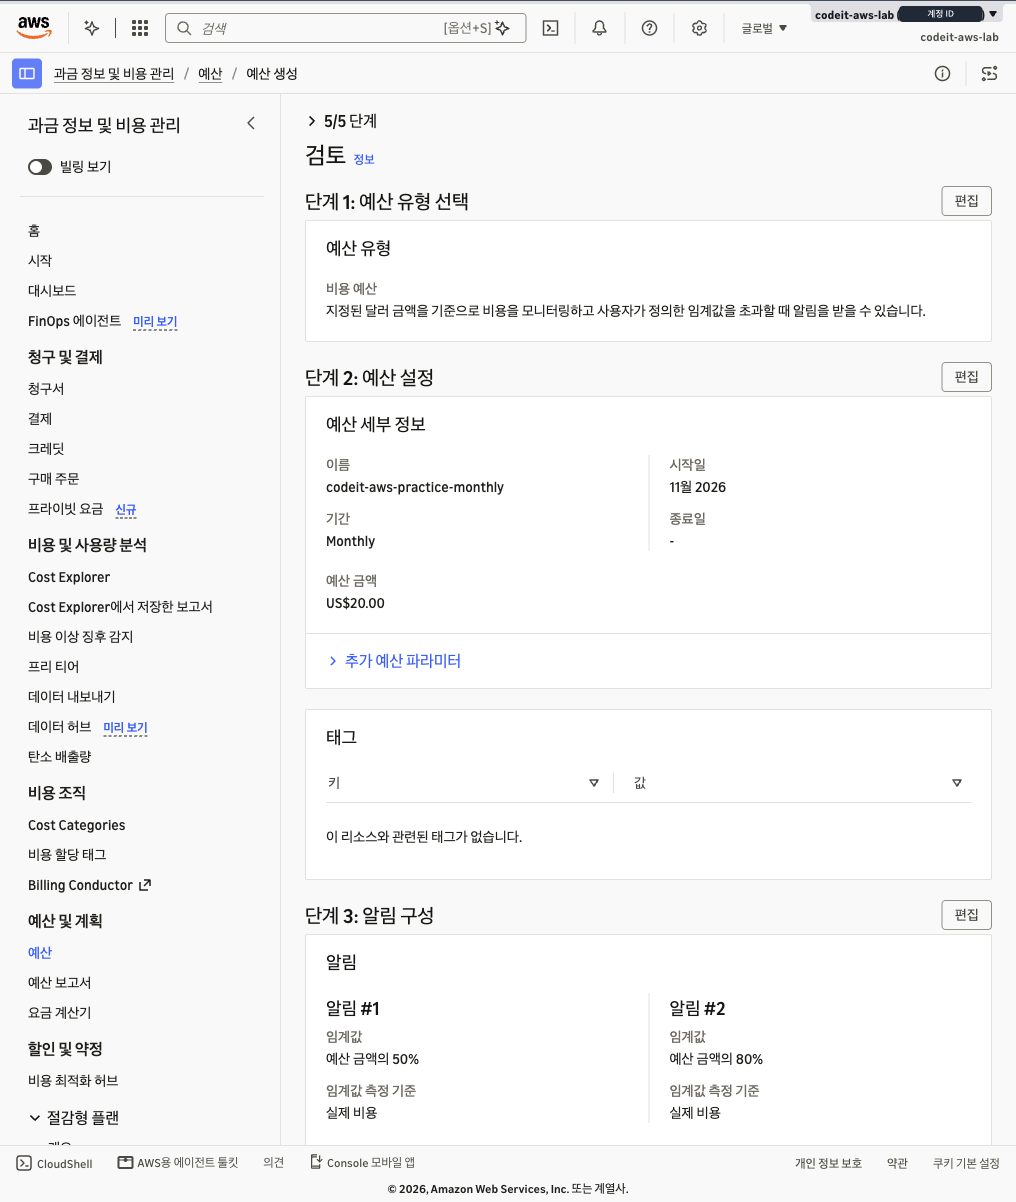 aws
검색
[옵션+S]
글로벌
codeit-aws-lab
계정 ID
codeit-aws-lab
과금 정보 및 비용 관리 / 예산 / 예산 생성
과금 정보 및 비용 관리
빌링 보기
홈
시작
대시보드
FinOps 에이전트 미리 보기
청구 및 결제
청구서
결제
크레딧
구매 주문
프라이빗 요금 신규
비용 및 사용량 분석
Cost Explorer
Cost Explorer에서 저장한 보고서
비용 이상 징후 감지
프리 티어
데이터 내보내기
데이터 허브 미리 보기
탄소 배출량
비용 조직
Cost Categories
비용 할당 태그
Billing Conductor
예산 및 계획
예산
예산 보고서
요금 계산기
할인 및 약정
비용 최적화 허브
절감형 플랜
5/5 단계
검토 정보
단계 1: 예산 유형 선택
편집
예산 유형
비용 예산
지정된 달러 금액을 기준으로 비용을 모니터링하고 사용자가 정의한 임계값을 초과할 때 알림을 받을 수 있습니다.
단계 2: 예산 설정
편집
예산 세부 정보
이름
codeit-aws-practice-monthly
기간
Monthly
예산 금액
US$20.00
시작일
11월 2026
종료일
-
추가 예산 파라미터
태그
키
값
이 리소스와 관련된 태그가 없습니다.
단계 3: 알림 구성
편집
알림
알림 #1
임계값
예산 금액의 50%
임계값 측정 기준
실제 비용
알림 #2
임계값
예산 금액의 80%
임계값 측정 기준
실제 비용
CloudShell
AWS용 에이전트 툴킷
의견
Console 모바일 앱
개인 정보 보호
약관
쿠키 기본 설정
© 2026, Amazon Web Services, Inc. 또는 계열사.